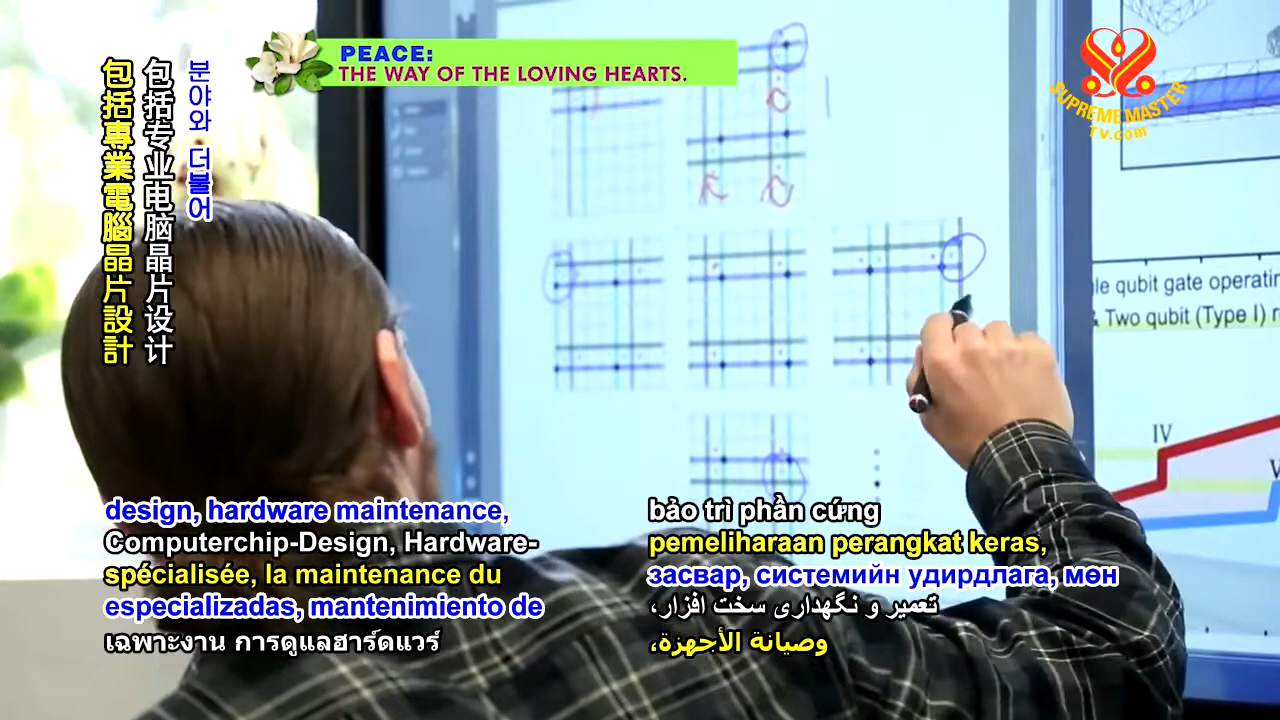 PEACE:
THE WAY OF THE LOVING HEARTS.
SUPREME MASTER
TV.com
분야와 더불어
包括专业电脑晶片设计
包括專業電腦晶片設計
qubit gate operatin
& Two qubit (Type I) r
IV
design, hardware maintenance,
Computerchip-Design, Hardware-
spécialisée, la maintenance du
especializadas, mantenimiento de
เฉพาะงาน การดูแลฮาร์ดแวร์
bảo trì phần cứng
pemeliharaan perangkat keras,
засвар, системийн удирдлага, мөн
تعمیر و نگهداری سخت افزار،
وصيانة الأجهزة،